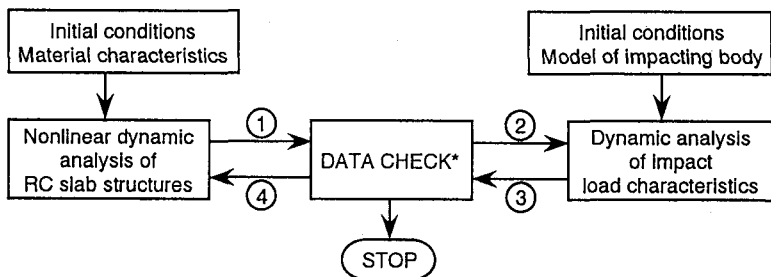 Initial conditions
Material characteristics
Initial conditions
Model of impacting body
Nonlinear dynamic
analysis of
RC slab structures
1
2
DATA CHECK*
4
3
Dynamic analysis
of impact
load characteristics
STOP